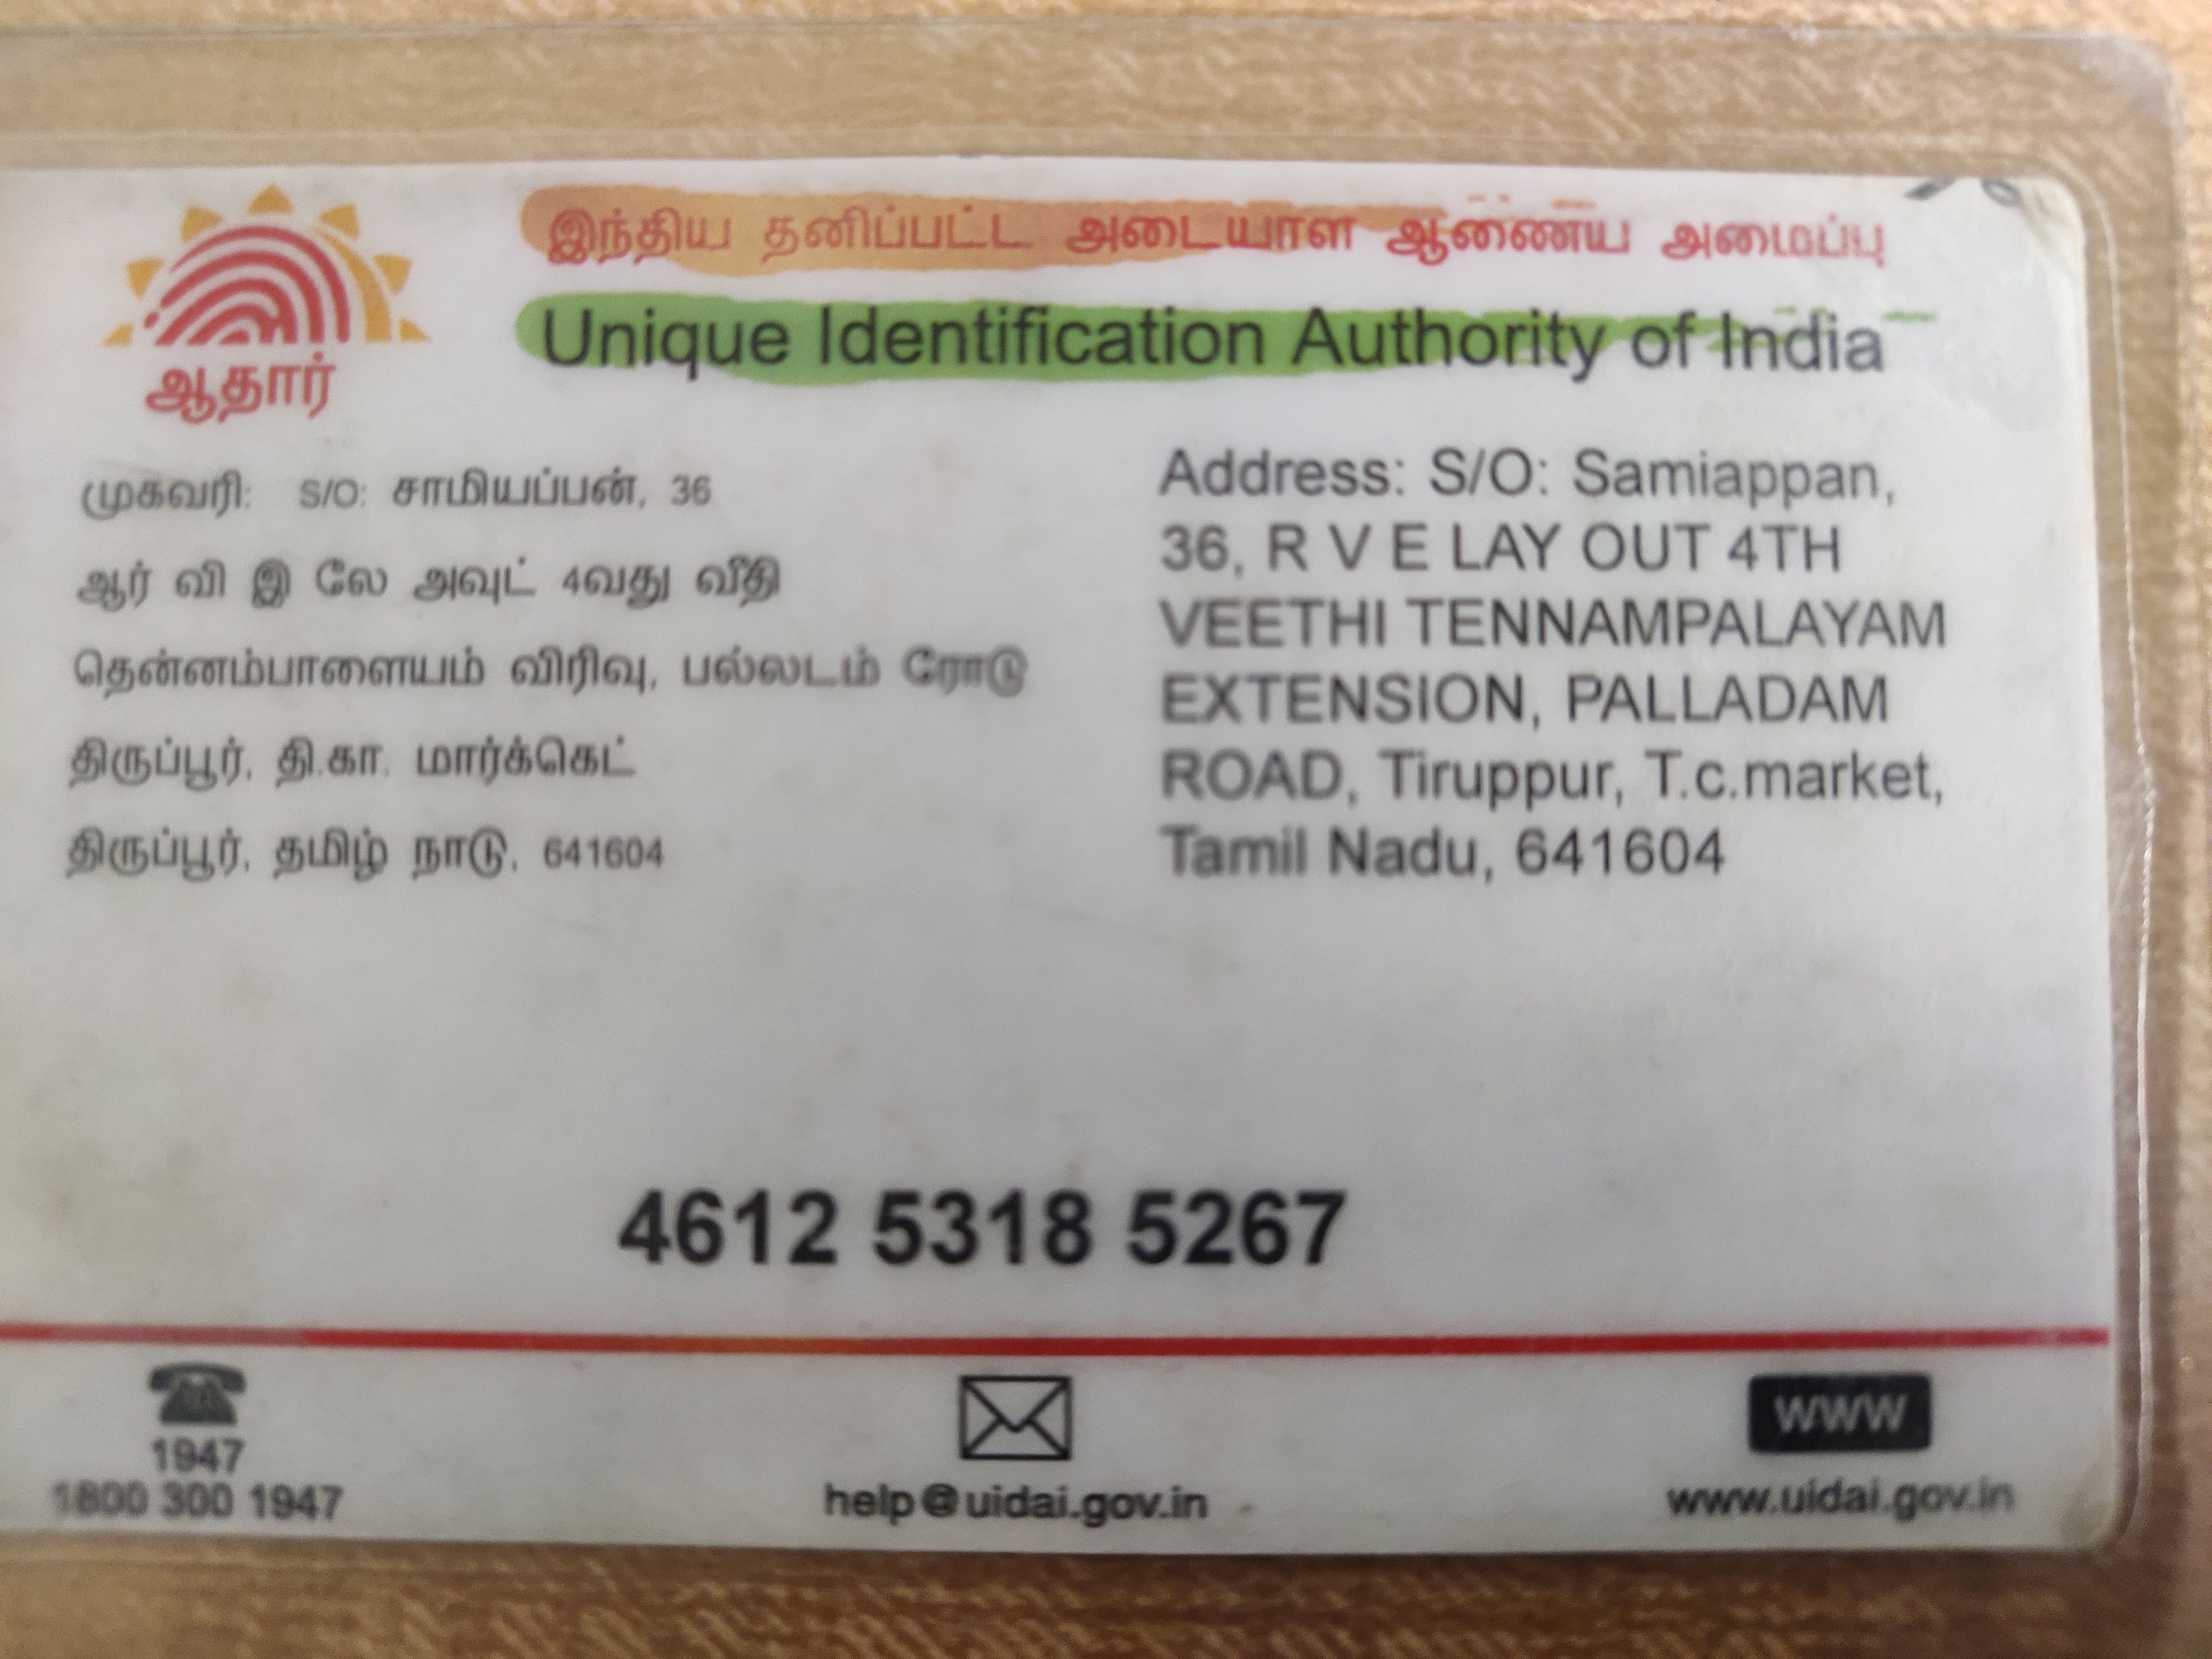 இந்திய தனிப்பட்ட அடையாள ஆணைய அமைப்பு
Unique Identification Authority of India
ஆதார்
முகவரி: S/O: சாமியப்பன், 36
ஆர் வி இ லே அவுட் 4வது வீதி
தென்னம்பாளையம் விரிவு, பல்லடம் ரோடு
திருப்பூர், தி.கா. மார்க்கெட்
திருப்பூர், தமிழ் நாடு, 641604
Address: S/O: Samiappan,
36, R V E LAY OUT 4TH
VEETHI TENNAMPALAYAM
EXTENSION, PALLADAM
ROAD, Tiruppur, T.c.market,
Tamil Nadu, 641604
4612 5318 5267
1947
1800 300 1947
help@uidai.gov.in
WWW
www.uidai.gov.in